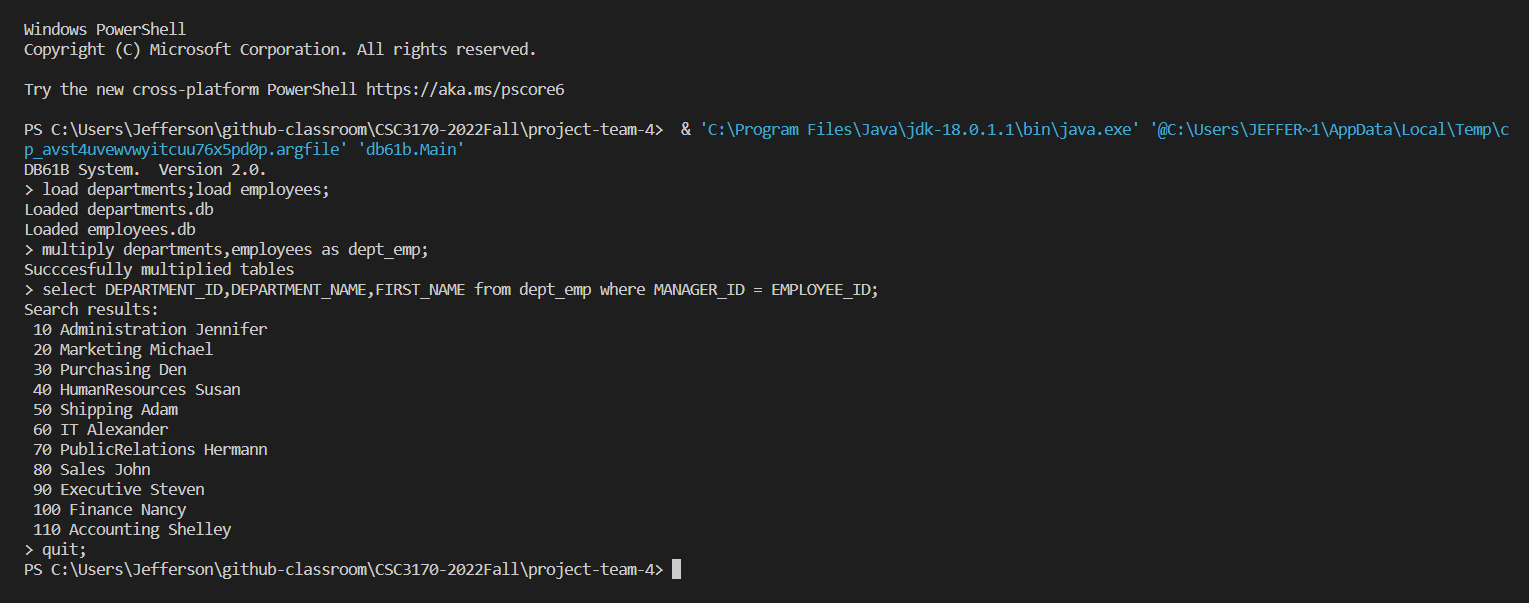 Windows PowerShell
Copyright (C) Microsoft Corporation. All rights reserved.
Try the new cross-platform PowerShell https://aka.ms/pscore6
PS C:\Users\Jefferson\github-classroom\CSC3170-2022Fall\project-team-4>  & 'C:\Program Files\Java\jdk-18.0.1.1\bin\java.exe' '@C:\Users\JEFFER~1\AppData\Local\Temp\c
p_avst4uvewvwyitcuu76x5pd0p.argfile' 'db61b.Main'
DB61B System.  Version 2.0.
> load departments;load employees;
Loaded departments.db
Loaded employees.db
> multiply departments,employees as dept_emp;
Succcesfully multiplied tables
> select DEPARTMENT_ID,DEPARTMENT_NAME,FIRST_NAME from dept_emp where MANAGER_ID = EMPLOYEE_ID;
Search results:
 10 Administration Jennifer
 20 Marketing Michael
 30 Purchasing Den
 40 HumanResources Susan
 50 Shipping Adam
 60 IT Alexander
 70 PublicRelations Hermann
 80 Sales John
 90 Executive Steven
 100 Finance Nancy
 110 Accounting Shelley
> quit;
PS C:\Users\Jefferson\github-classroom\CSC3170-2022Fall\project-team-4>